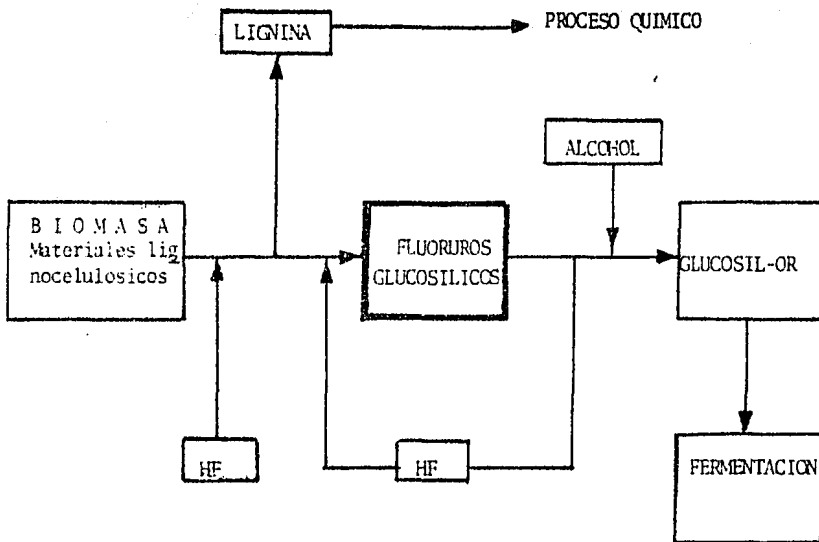 LIGNINA
PROCESO QUIMICO
ALCOHOL
B I O M A S A
Materiales lig
nocelulosicos
FLUORUROS
GLUCOSILICOS
GLUCOSIL-OR
HF
HF
FERMENTACION